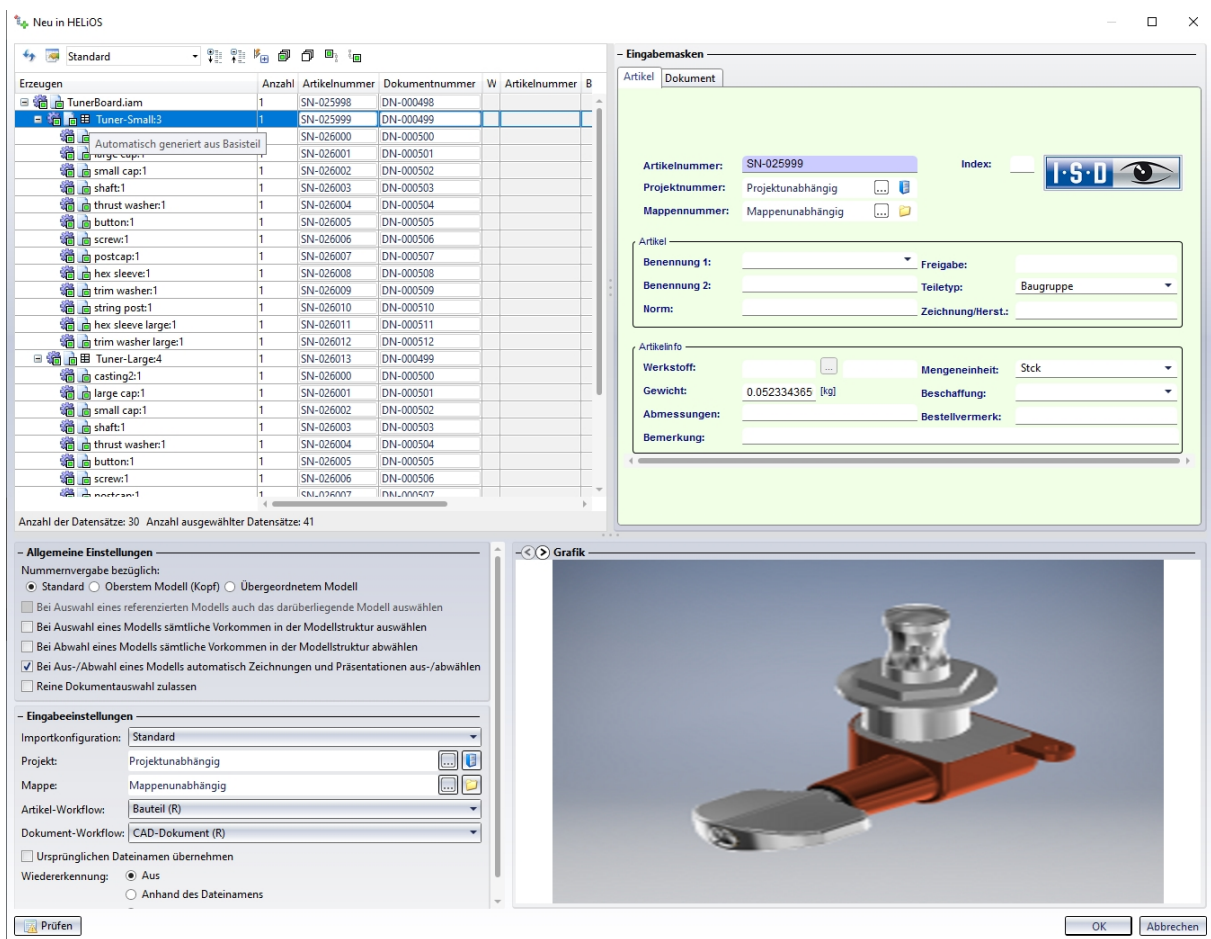 Neu in HELiOS
Standard
Erzeugen Anzahl Artikelnummer Dokumentnummer W Artikelnummer B
TunerBoard.iam 1 SN-025998 DN-000498
Tuner-Small:3 1 SN-025999 DN-000499
SN-026000 DN-000500
Automatisch generiert aus Basisteil
large cap:1 1 SN-026001 DN-000501
small cap:1 1 SN-026002 DN-000502
shaft:1 1 SN-026003 DN-000503
thrust washer:1 1 SN-026004 DN-000504
button:1 1 SN-026005 DN-000505
screw:1 1 SN-026006 DN-000506
postcap:1 1 SN-026007 DN-000507
hex sleeve:1 1 SN-026008 DN-000508
trim washer:1 1 SN-026009 DN-000509
string post:1 1 SN-026010 DN-000510
hex sleeve large:1 1 SN-026011 DN-000511
trim washer large:1 1 SN-026012 DN-000512
Tuner-Large:4 1 SN-026013 DN-000499
casting2:1 1 SN-026000 DN-000500
large cap:1 1 SN-026001 DN-000501
small cap:1 1 SN-026002 DN-000502
shaft:1 1 SN-026003 DN-000503
thrust washer:1 1 SN-026004 DN-000504
button:1 1 SN-026005 DN-000505
screw:1 1 SN-026006 DN-000506
postcap:1 1 SN-026007 DN-000507
Anzahl der Datensätze: 30 Anzahl ausgewählter Datensätze: 41
Eingabemasken
Artikel Dokument
Artikelnummer: SN-025999 Index:
I·S·D
Projektnummer: Projektunabhängig ...
Mappennummer: Mappenunabhängig ...
Artikel
Benennung 1: Freigabe:
Benennung 2: Teiletyp: Baugruppe
Norm: Zeichnung/Herst.:
Artikelinfo
Werkstoff: ... Mengeneinheit: Stck
Gewicht: 0.052334365 [kg] Beschaffung:
Abmessungen: Bestellvermerk:
Bemerkung:
Allgemeine Einstellungen
Nummernvergabe bezüglich:
Standard Oberstem Modell (Kopf) Übergeordnetem Modell
Bei Auswahl eines referenzierten Modells auch das darüberliegende Modell auswählen
Bei Auswahl eines Modells sämtliche Vorkommen in der Modellstruktur auswählen
Bei Abwahl eines Modells sämtliche Vorkommen in der Modellstruktur abwählen
Bei Aus-/Abwahl eines Modells automatisch Zeichnungen und Präsentationen aus-/abwählen
Reine Dokumentauswahl zulassen
Eingabeeinstellungen
Importkonfiguration: Standard
Projekt: Projektunabhängig ...
Mappe: Mappenunabhängig ...
Artikel-Workflow: Bauteil (R)
Dokument-Workflow: CAD-Dokument (R)
Ursprünglichen Dateinamen übernehmen
Wiedererkennung: Aus
Anhand des Dateinamens
Grafik
Prüfen
OK Abbrechen